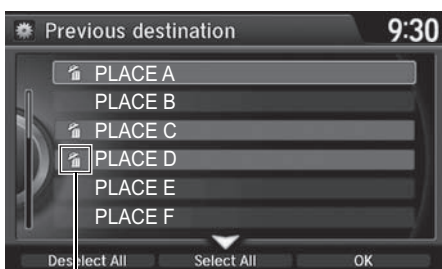 Previous destination 9:30
PLACE A
PLACE B
PLACE C
PLACE D
PLACE E
PLACE F
Deselect All Select All OK